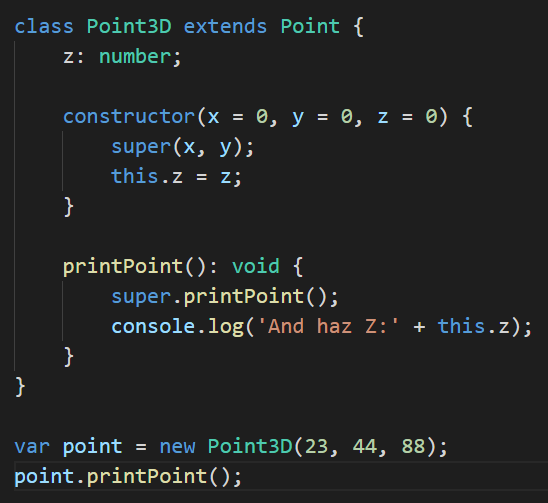 class Point3D extends Point {
    z: number;

    constructor(x = 0, y = 0, z = 0) {
        super(x, y);
        this.z = z;
    }

    printPoint(): void {
        super.printPoint();
        console.log('And haz Z:' + this.z);
    }
}

var point = new Point3D(23, 44, 88);
point.printPoint();